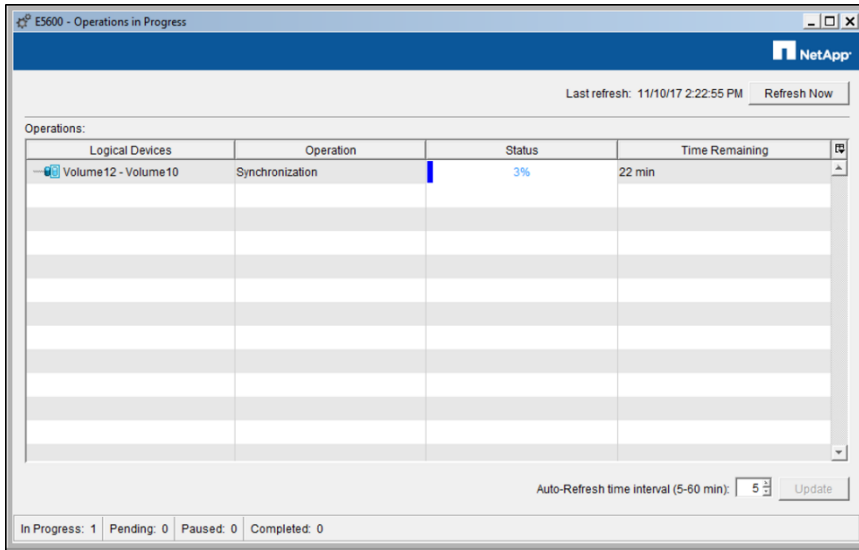 E5600 - Operations in Progress
NetApp
Last refresh: 11/10/17 2:22:55 PM Refresh Now
Operations:
Logical Devices Operation Status Time Remaining
Volume12 - Volume10 Synchronization 3% 22 min
Auto-Refresh time interval (5-60 min): 5 Update
In Progress: 1 Pending: 0 Paused: 0 Completed: 0